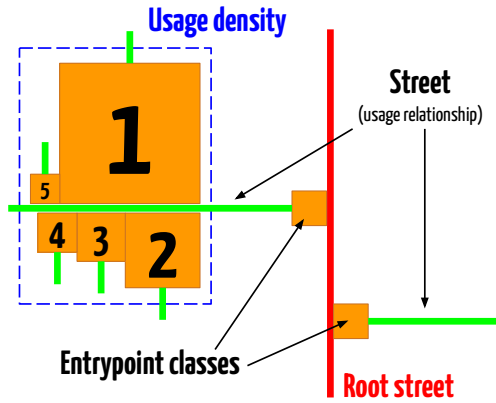 Usage density
Street
(usage relationship)
1
5
4
3
2
Entrypoint classes
Root street